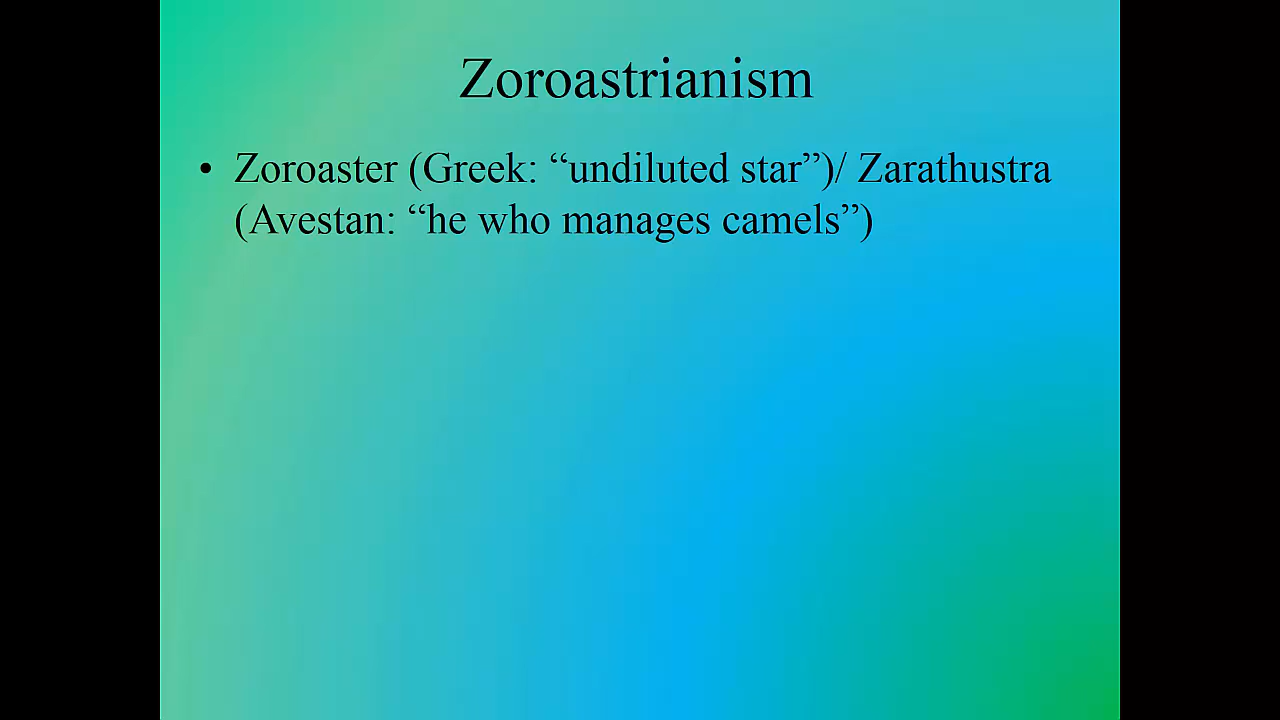 Zoroastrianism
• Zoroaster (Greek: “undiluted star”)/ Zarathustra
(Avestan: “he who manages camels”)